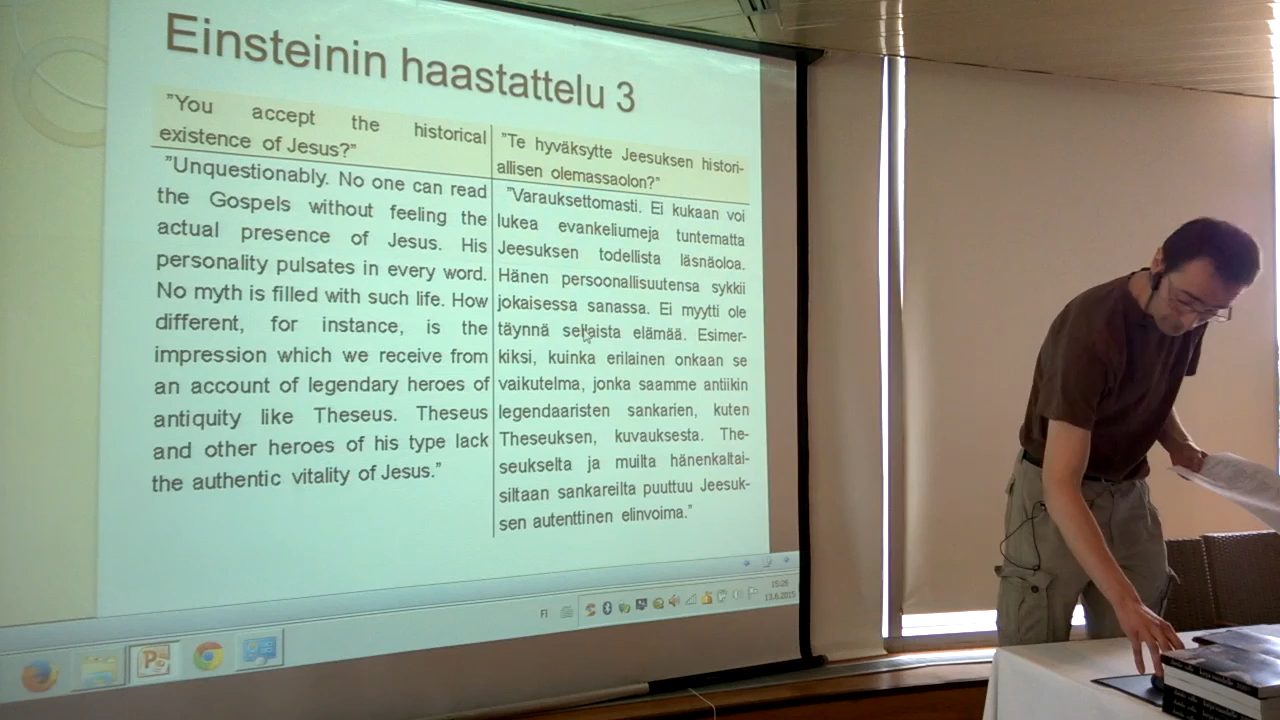 Einsteinin haastattelu 3
"You accept the historical
existence of Jesus?"
"Unquestionably. No one can read
the Gospels without feeling the
actual presence of Jesus. His
personality pulsates in every word.
No myth is filled with such life. How
different, for instance, is the
impression which we receive from
an account of legendary heroes of
antiquity like Theseus. Theseus
and other heroes of his type lack
the authentic vitality of Jesus."
"Te hyväksytte Jeesuksen histori-
allisen olemassaolon?"
"Varauksettomasti. Ei kukaan voi
lukea evankeliumeja tuntematta
Jeesuksen todellista läsnäoloa.
Hänen persoonallisuutensa sykkii
jokaisessa sanassa. Ei myytti ole
täynnä sellaista elämää. Esimer-
kiksi, kuinka erilainen onkaan se
vaikutelma, jonka saamme antiikin
legendaaristen sankarien, kuten
Theseuksen, kuvauksesta. The-
seukselta ja muilta hänenkaltai-
siltaan sankareilta puuttuu Jeesuk-
sen autenttinen elinvoima."
FI
15:26
13.6.2015